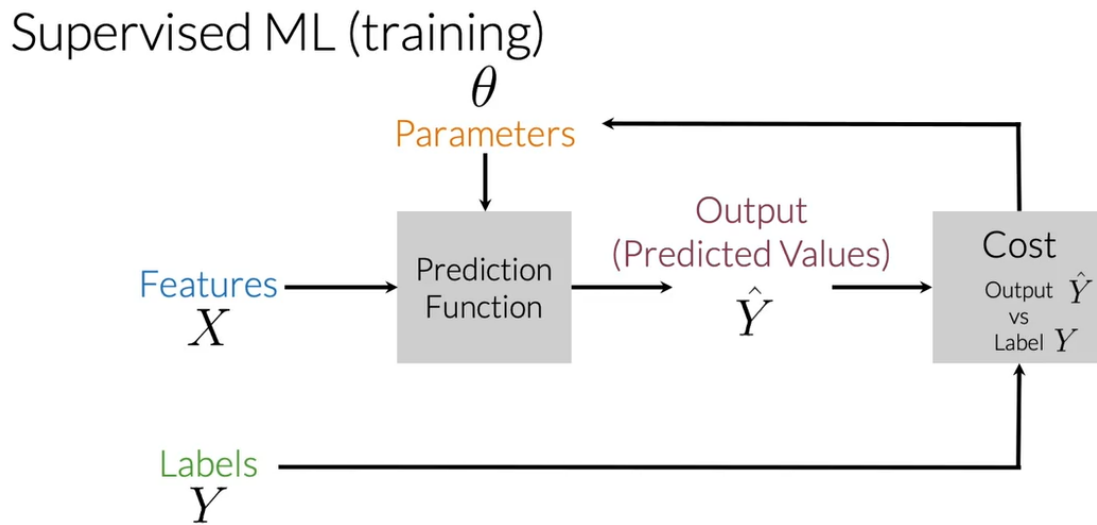 Supervised ML (training)
θ
Parameters
Output
(Predicted Values)
Ŷ
Prediction
Function
Features
X
Cost
Output Ŷ
vs
Label Y
Labels
Y